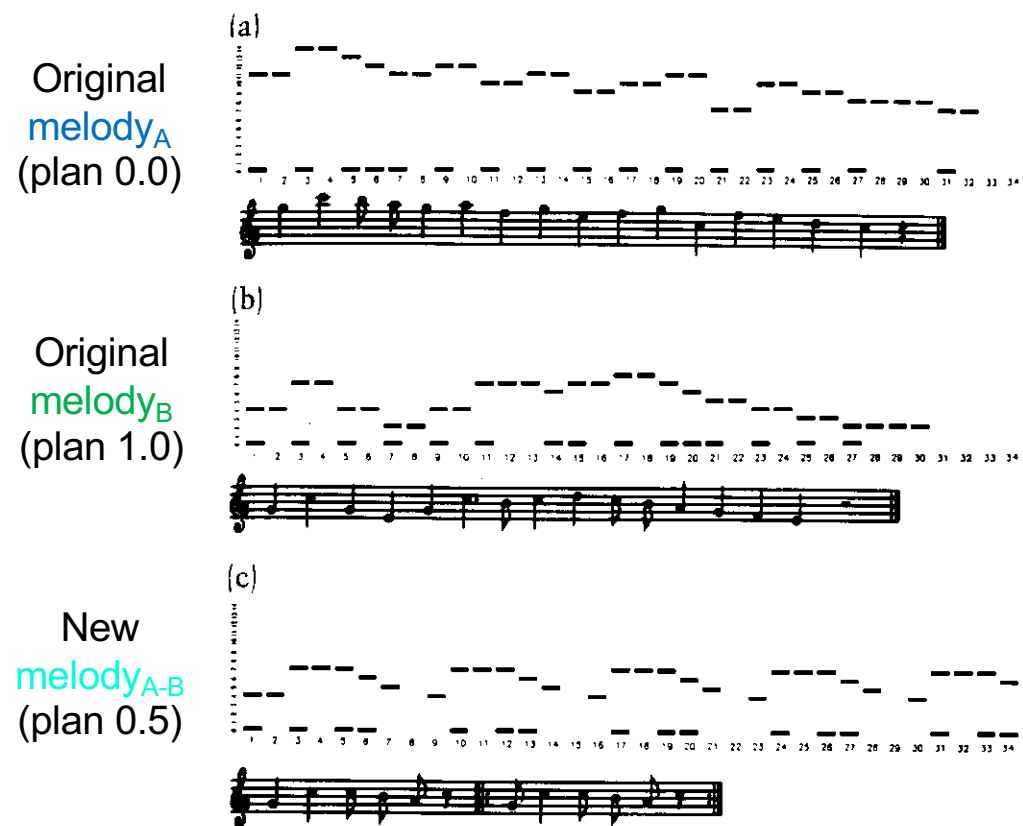 (a)
Original
melody_A
(plan 0.0)
1 2 3 4 5 6 7 8 9 10 11 12 13 14 15 16 17 18 19 20 21 22 23 24 25 26 27 28 29 30 31 32 33 34
(b)
Original
melody_B
(plan 1.0)
1 2 3 4 5 6 7 8 9 10 11 12 13 14 15 16 17 18 19 20 21 22 23 24 25 26 27 28 29 30 31 32 33 34
(c)
New
melody_A-B
(plan 0.5)
1 2 3 4 5 6 7 8 9 10 11 12 13 14 15 16 17 18 19 20 21 22 23 24 25 26 27 28 29 30 31 32 33 34